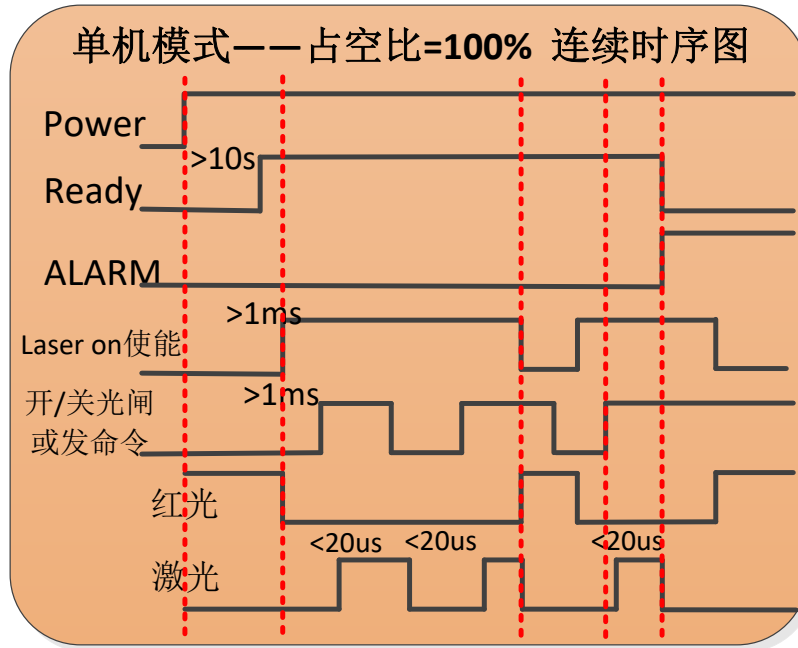 单机模式——占空比=100% 连续时序图
Power
>10s
Ready
ALARM
>1ms
Laser on使能
>1ms
开/关光闸
或发命令
红光
<20us <20us <20us
激光